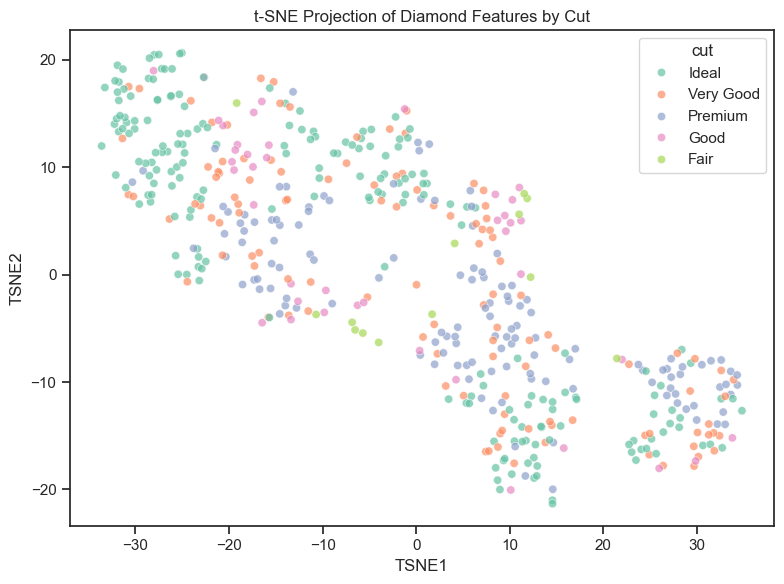 t-SNE Projection of Diamond Features by Cut
cut
Ideal
Very Good
Premium
Good
Fair
20
10
0
−10
−20
TSNE2
−30 −20 −10 0 10 20 30
TSNE1